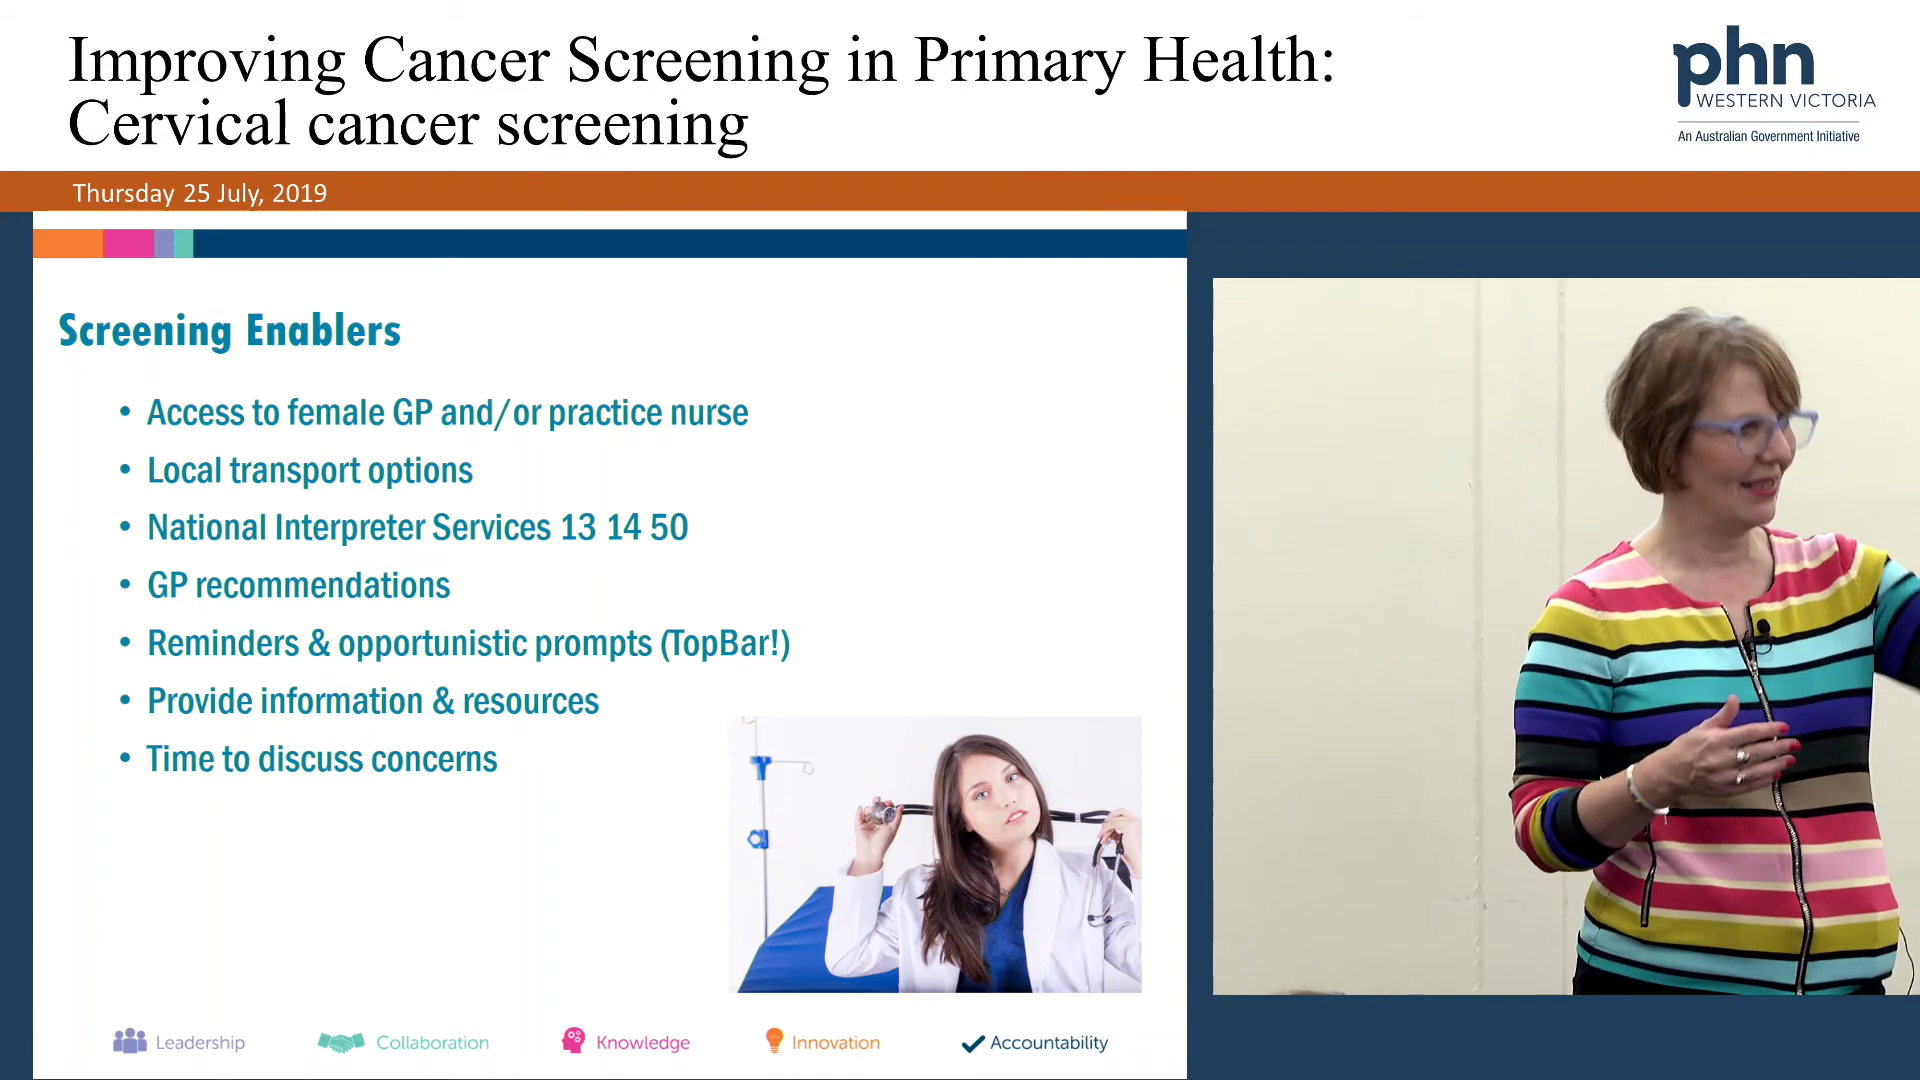 Improving Cancer Screening in Primary Health:
Cervical cancer screening
phn
WESTERN VICTORIA
An Australian Government Initiative
Thursday 25 July, 2019
Screening Enablers
• Access to female GP and/or practice nurse
• Local transport options
• National Interpreter Services 13 14 50
• GP recommendations
• Reminders & opportunistic prompts (TopBar!)
• Provide information & resources
• Time to discuss concerns
Leadership
Collaboration
Knowledge
Innovation
Accountability